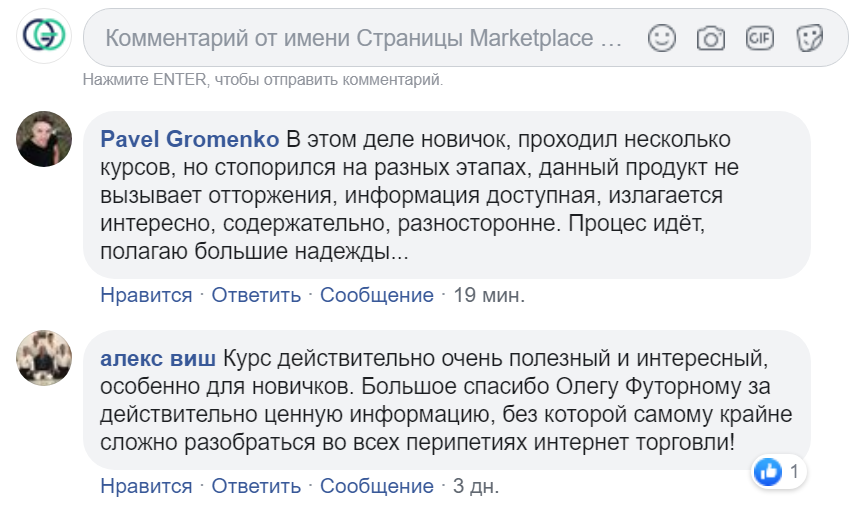 Комментарий от имени Страницы Marketplace ...
GIF
Нажмите ENTER, чтобы отправить комментарий.
Pavel Gromenko В этом деле новичок, проходил несколько
курсов, но стопорился на разных этапах, данный продукт не
вызывает отторжения, информация доступная, излагается
интересно, содержательно, разносторонне. Процес идёт,
полагаю большие надежды...
Нравится · Ответить · Сообщение · 19 мин.
алекс виш Курс действительно очень полезный и интересный,
особенно для новичков. Большое спасибо Олегу Футорному за
действительно ценную информацию, без которой самому крайне
сложно разобраться во всех перипетиях интернет торговли!
1
Нравится · Ответить · Сообщение · 3 дн.